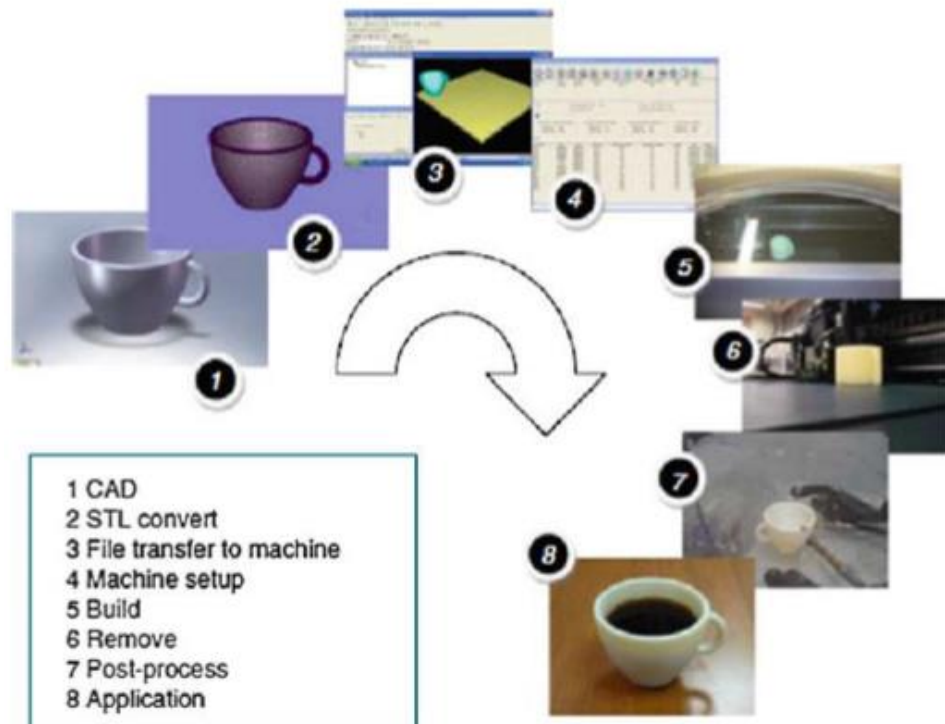 3
4
2
5
1
6
7
8
1 CAD
2 STL convert
3 File transfer to machine
4 Machine setup
5 Build
6 Remove
7 Post-process
8 Application